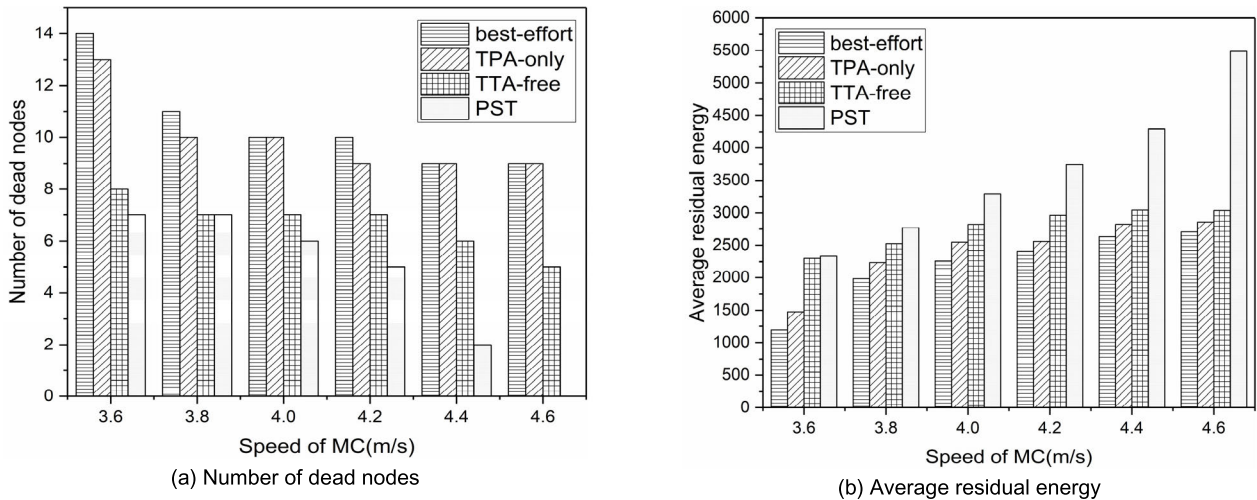 14
12
10
8
6
4
2
0
Number of dead nodes
best-effort
TPA-only
TTA-free
PST
3.6 3.8 4.0 4.2 4.4 4.6
Speed of MC(m/s)
(a) Number of dead nodes
6000
5500
5000
4500
4000
3500
3000
2500
2000
1500
1000
500
0
Average residual energy
best-effort
TPA-only
TTA-free
PST
3.6 3.8 4.0 4.2 4.4 4.6
Speed of MC(m/s)
(b) Average residual energy